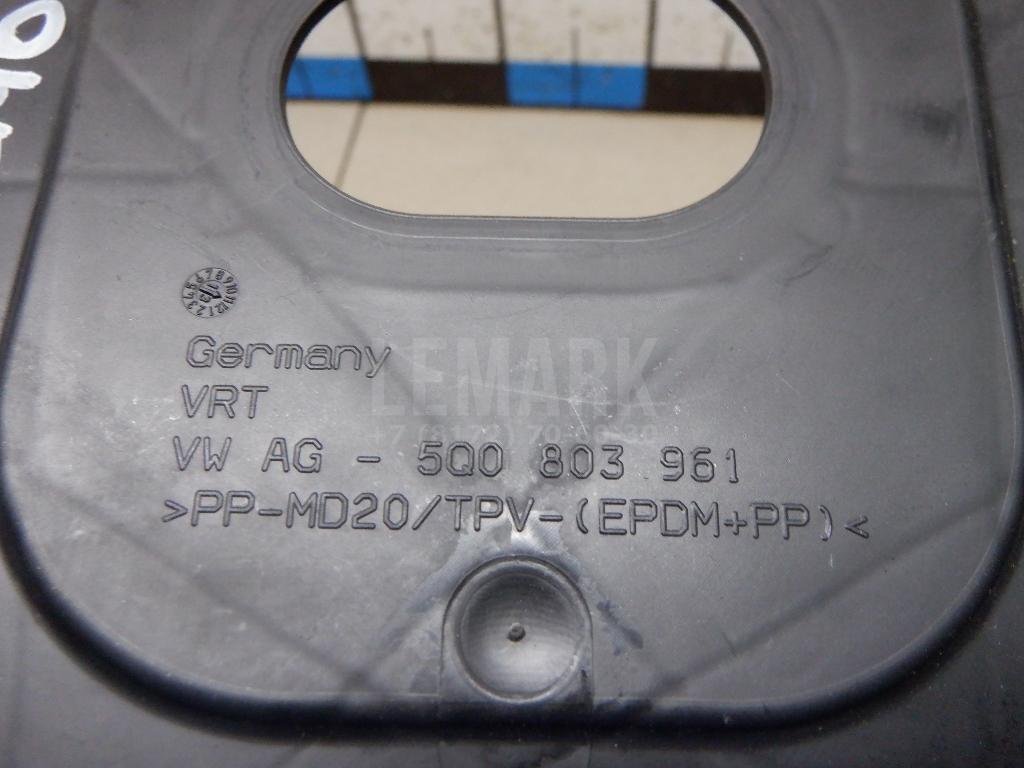 Germany
VRT
VW AG - 5Q0 803 961
>PP-MD20/TPV-(EPDM+PP)<
LEMARK